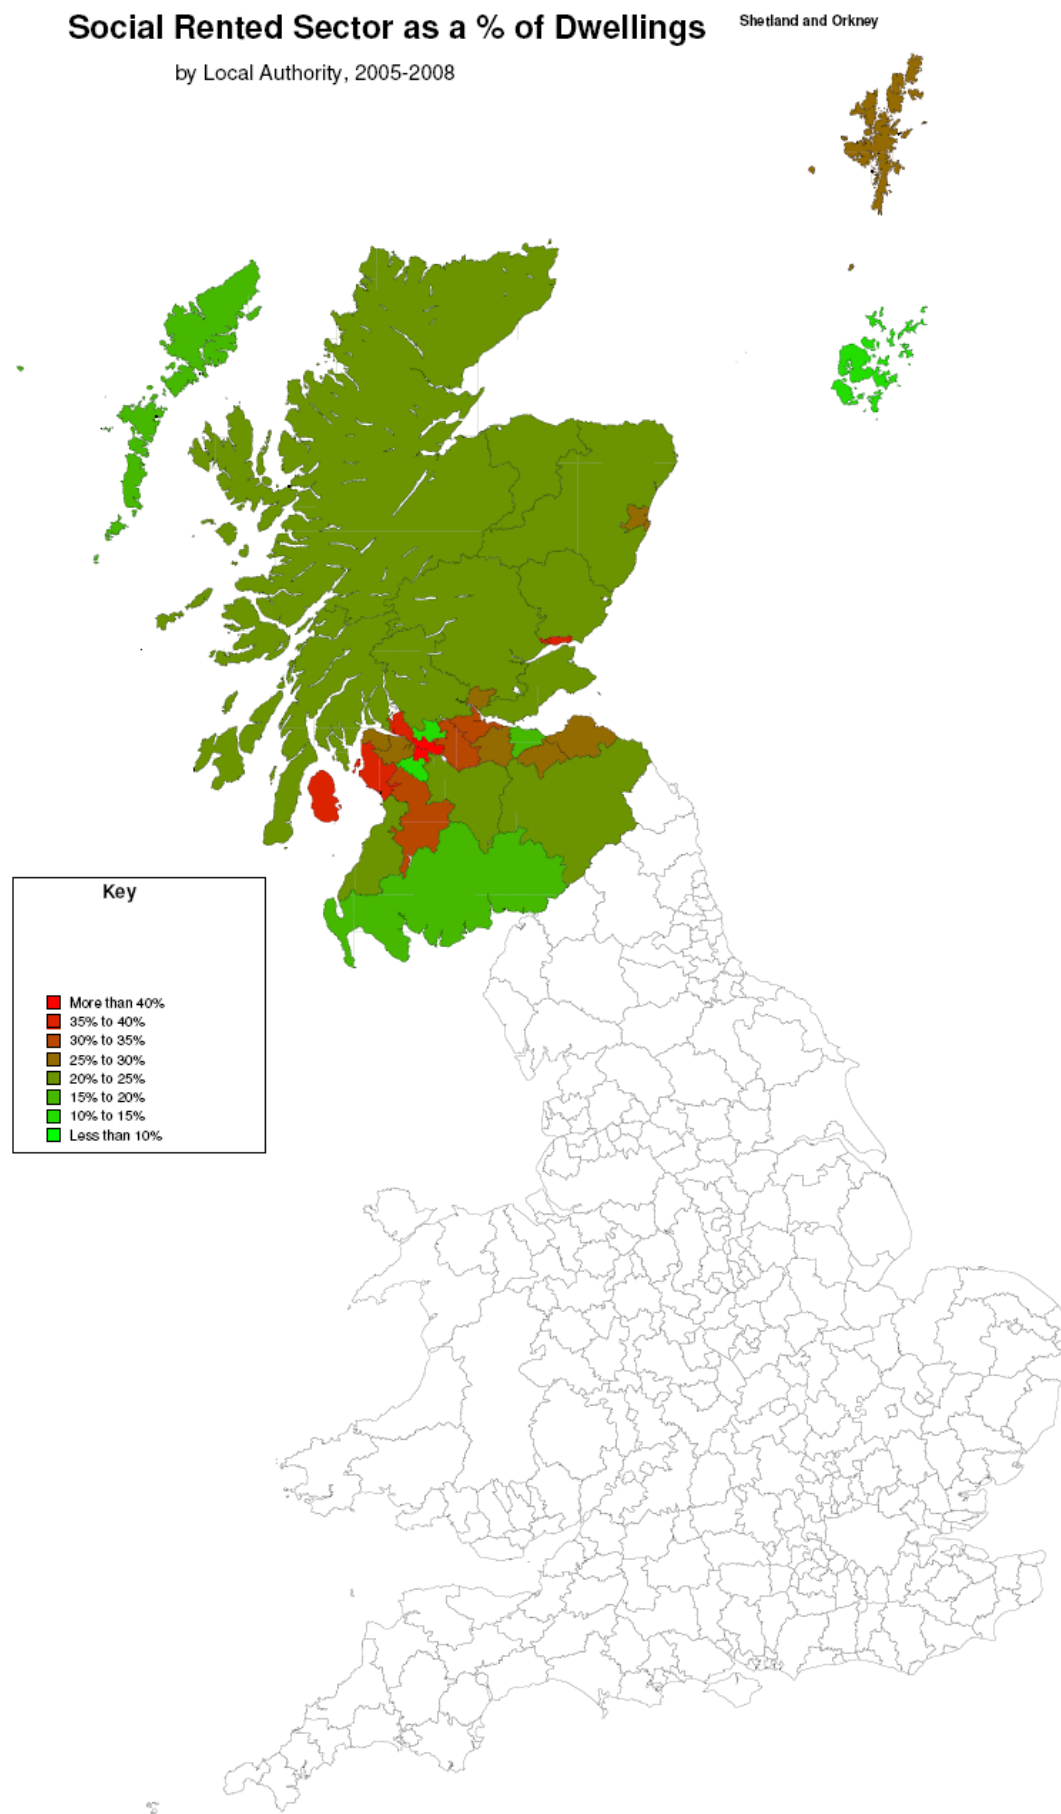 Social Rented Sector as a % of Dwellings
Shetland and Orkney
by Local Authority, 2005-2008
Key
More than 40%
35% to 40%
30% to 35%
25% to 30%
20% to 25%
15% to 20%
10% to 15%
Less than 10%